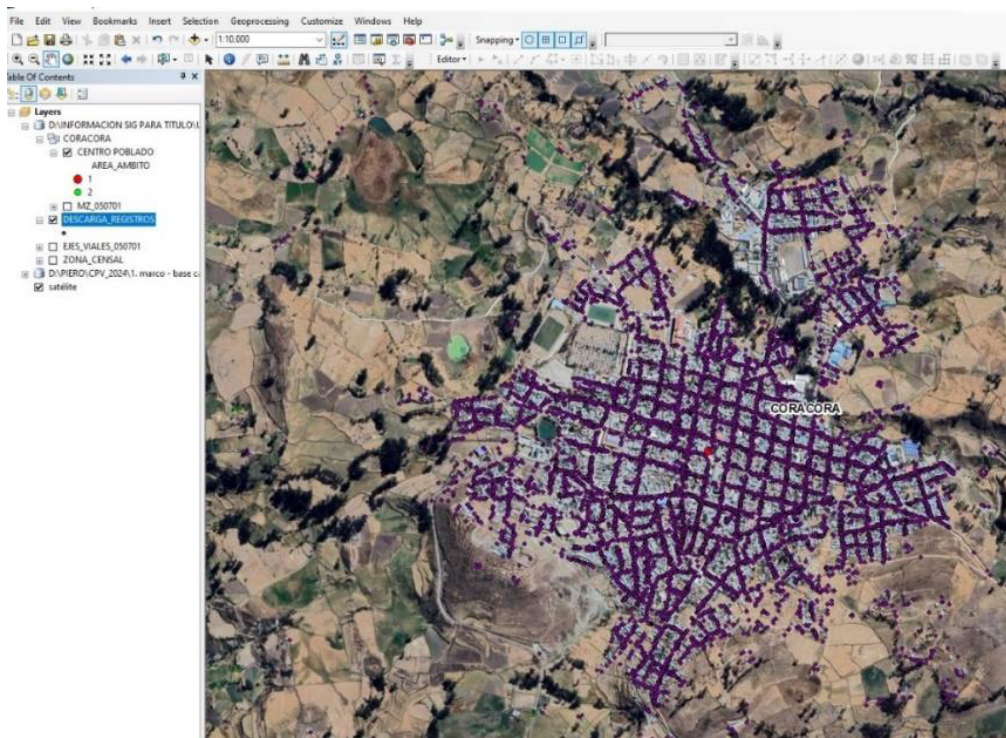 File Edit View Bookmarks Insert Selection Geoprocessing Customize Windows Help
1:10.000 Snapping
Editor
Table Of Contents
Layers
D:\INFORMACION SIG PARA TITULO\L
CORACORA
CENTRO POBLADO
AREA_AMBITO
1
2
MZ_050701
DESCARGA_REGISTROS
EJES_VIALES_050701
ZONA_CENSAL
D:\PIERO\CPV_2024\1. marco - base c
satélite
CORACORA